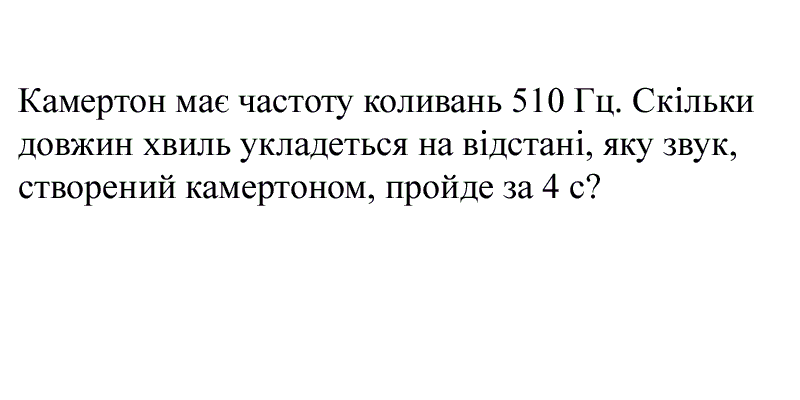 Камертон має частоту коливань 510 Гц. Скільки
довжин хвиль укладеться на відстані, яку звук,
створений камертоном, пройде за 4 с?